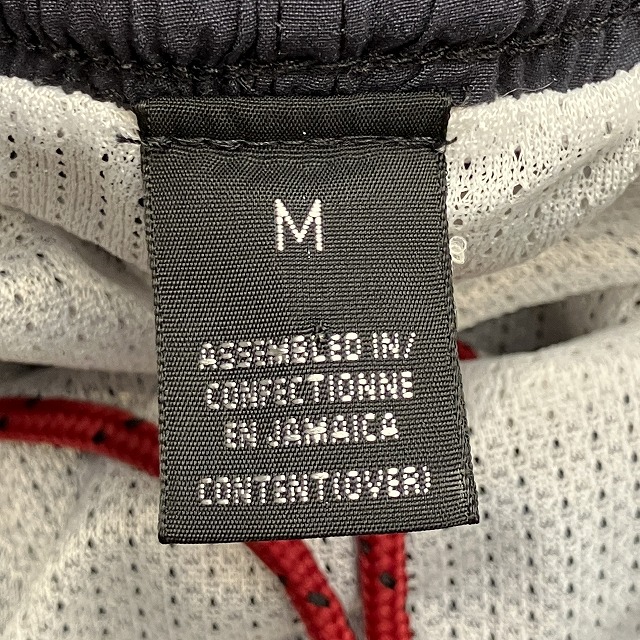 M
ASSEMBLED IN/
CONFECTIONNE
EN JAMAICA
CONTENT(OVER)